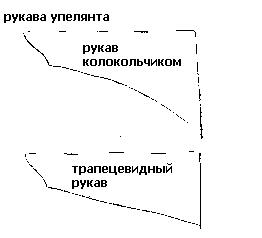 рукава упелянта
рукав
колокольчиком
трапецевидный
рукав